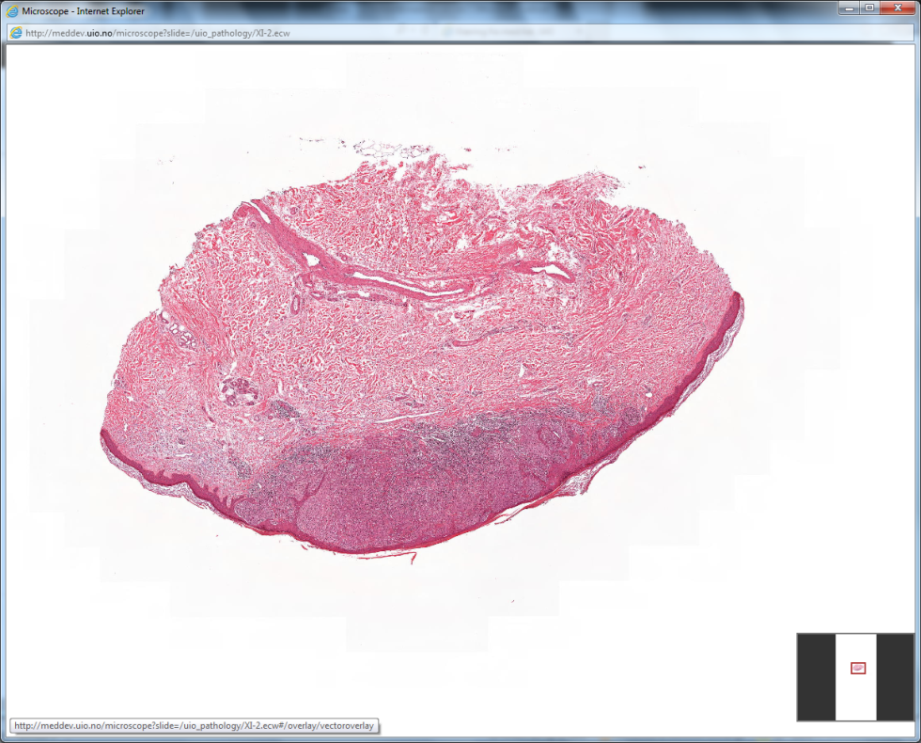 Microscope - Internet Explorer
http://meddev.uio.no/microscope?slide=/uio_pathology/XI-2.ecw
http://meddev.uio.no/microscope?slide=/uio_pathology/XI-2.ecw#/overlay/vectoroverlay